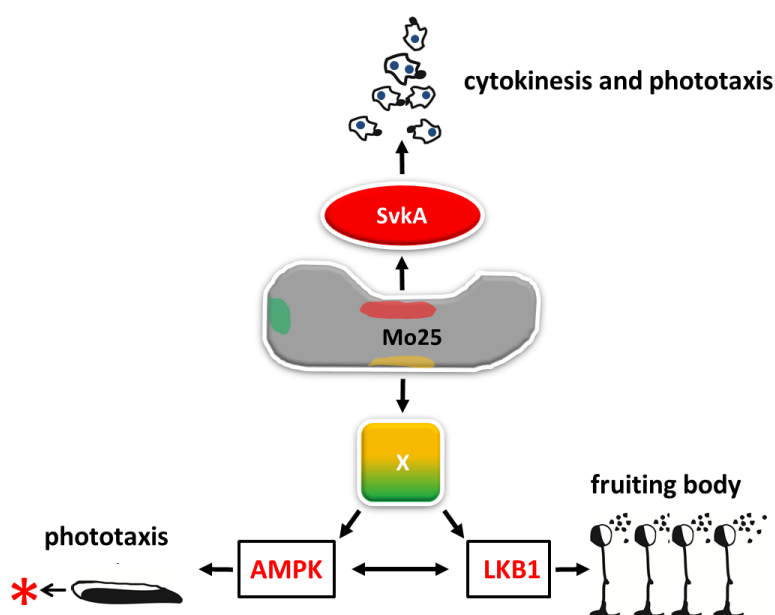 cytokinesis and phototaxis
SvkA
Mo25
X
fruiting body
phototaxis
AMPK
LKB1
*